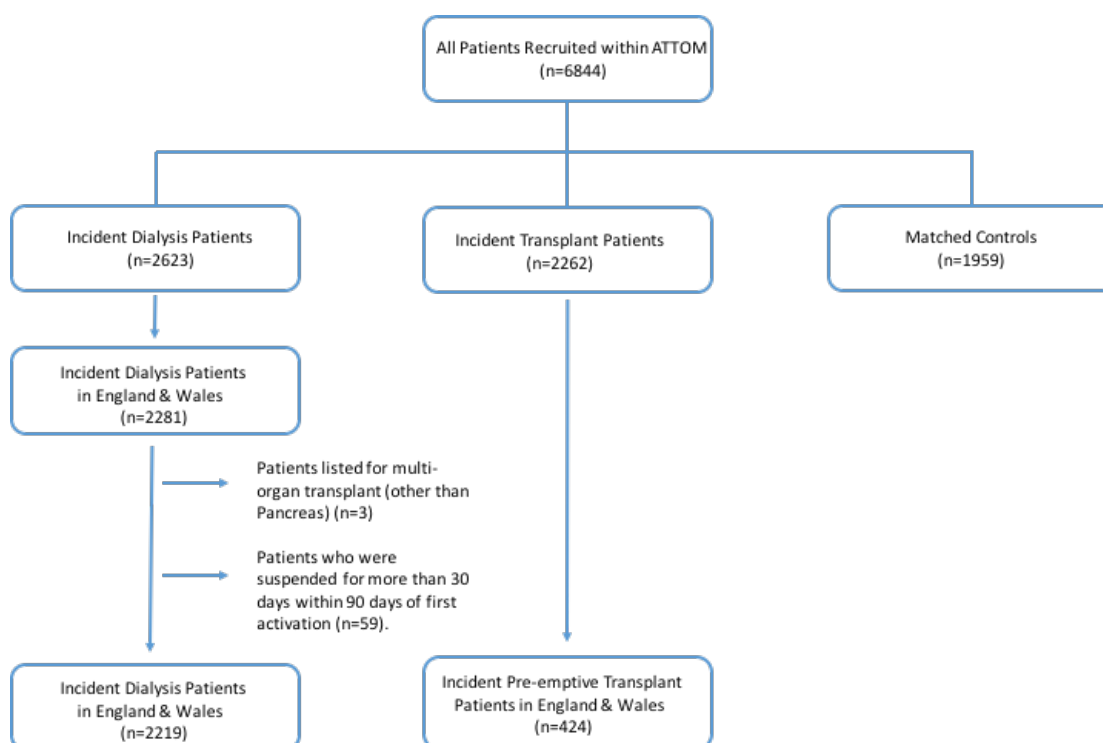 All Patients Recruited within ATTOM
(n=6844)
Incident Dialysis Patients
(n=2623)
Incident Transplant Patients
(n=2262)
Matched Controls
(n=1959)
Incident Dialysis Patients
in England & Wales
(n=2281)
Patients listed for multi-
organ transplant (other than
Pancreas) (n=3)
Patients who were
suspended for more than 30
days within 90 days of first
activation (n=59).
Incident Dialysis Patients
in England & Wales
(n=2219)
Incident Pre-emptive Transplant
Patients in England & Wales
(n=424)